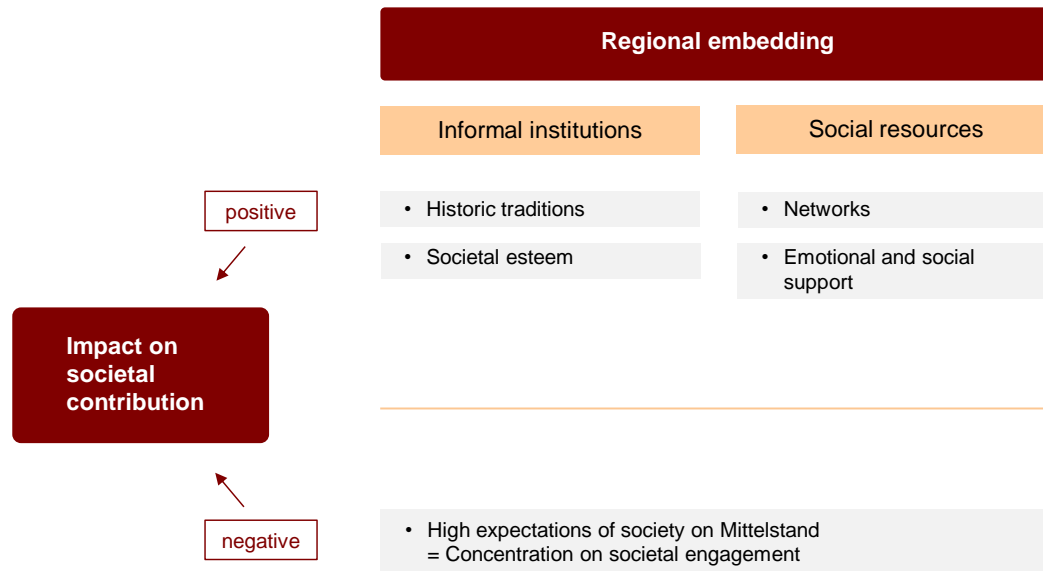 Regional embedding
Informal institutions
Social resources
positive
• Historic traditions
• Networks
• Societal esteem
• Emotional and social
support
Impact on
societal
contribution
negative
• High expectations of society on Mittelstand
= Concentration on societal engagement